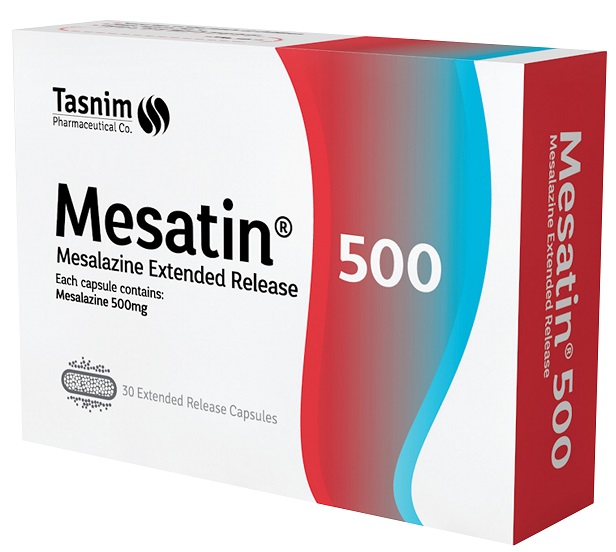 Tasnim
Pharmaceutical Co.
Mesatin®
Mesalazine Extended Release
Each capsule contains:
Mesalazine 500mg
30 Extended Release Capsules
500
Mesatin® 500
Mesalazine Extended Release